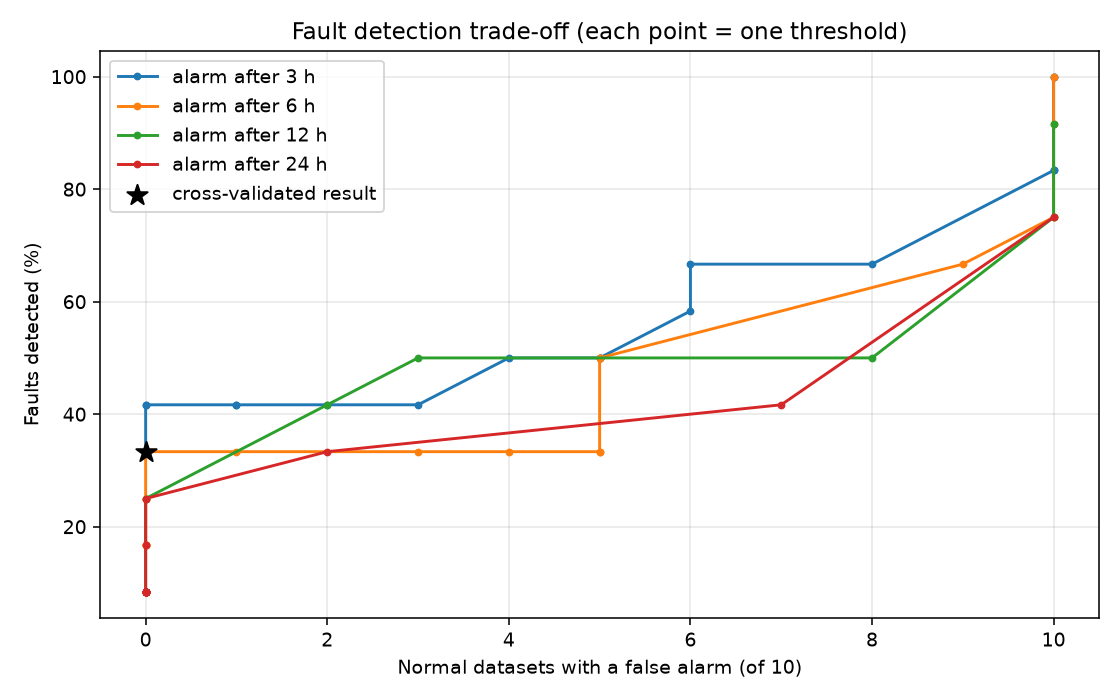 Fault detection trade-off (each point = one threshold)
alarm after 3 h
alarm after 6 h
alarm after 12 h
alarm after 24 h
cross-validated result
Faults detected (%)
100
80
60
40
20
0 2 4 6 8 10
Normal datasets with a false alarm (of 10)